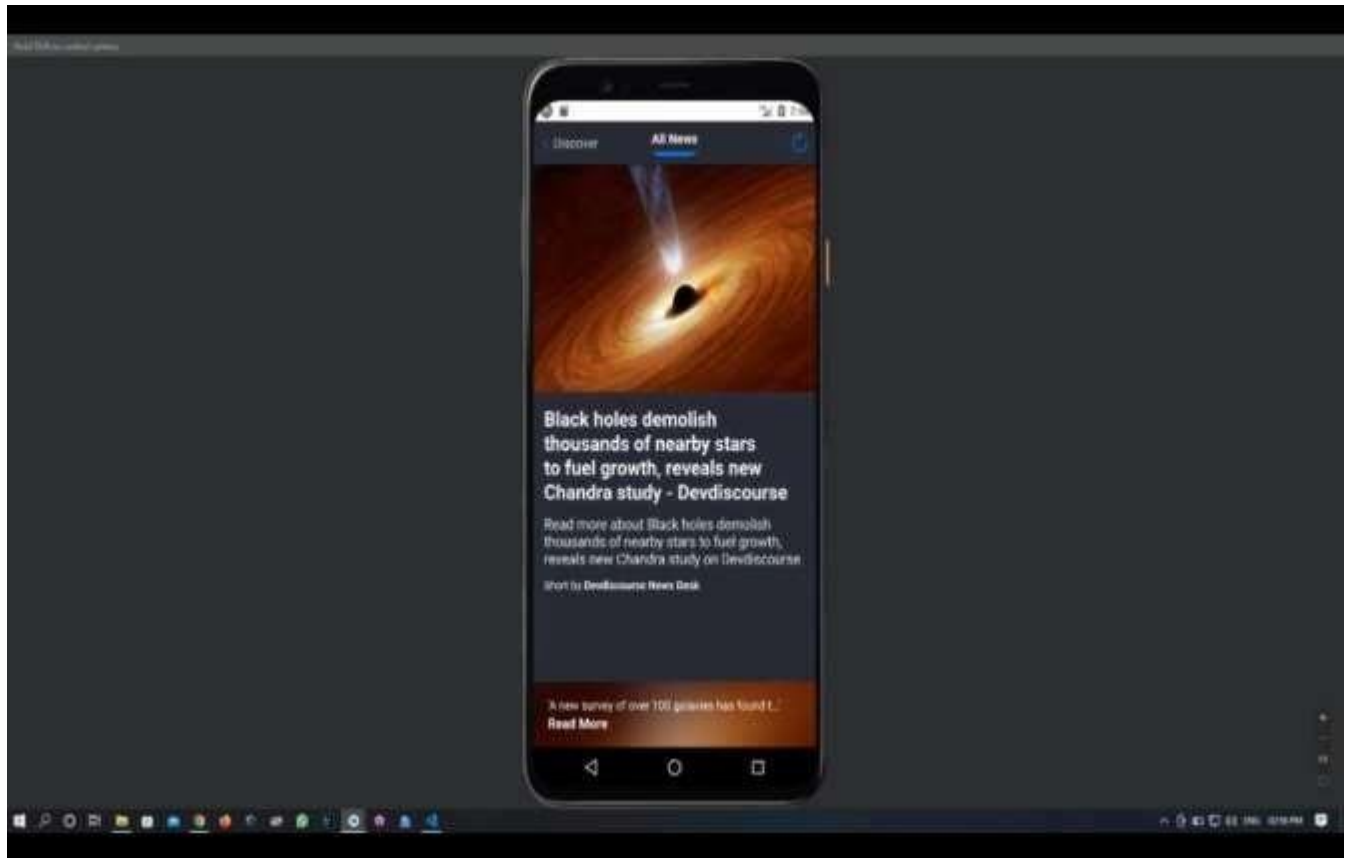 Discover
All News
Black holes demolish
thousands of nearby stars
to fuel growth, reveals new
Chandra study - Devdiscourse
Read more about Black holes demolish
thousands of nearby stars to fuel growth,
reveals new Chandra study on Devdiscourse
Short by Devdiscourse News Desk
'A new survey of over 100 galaxies has found t...'
Read More